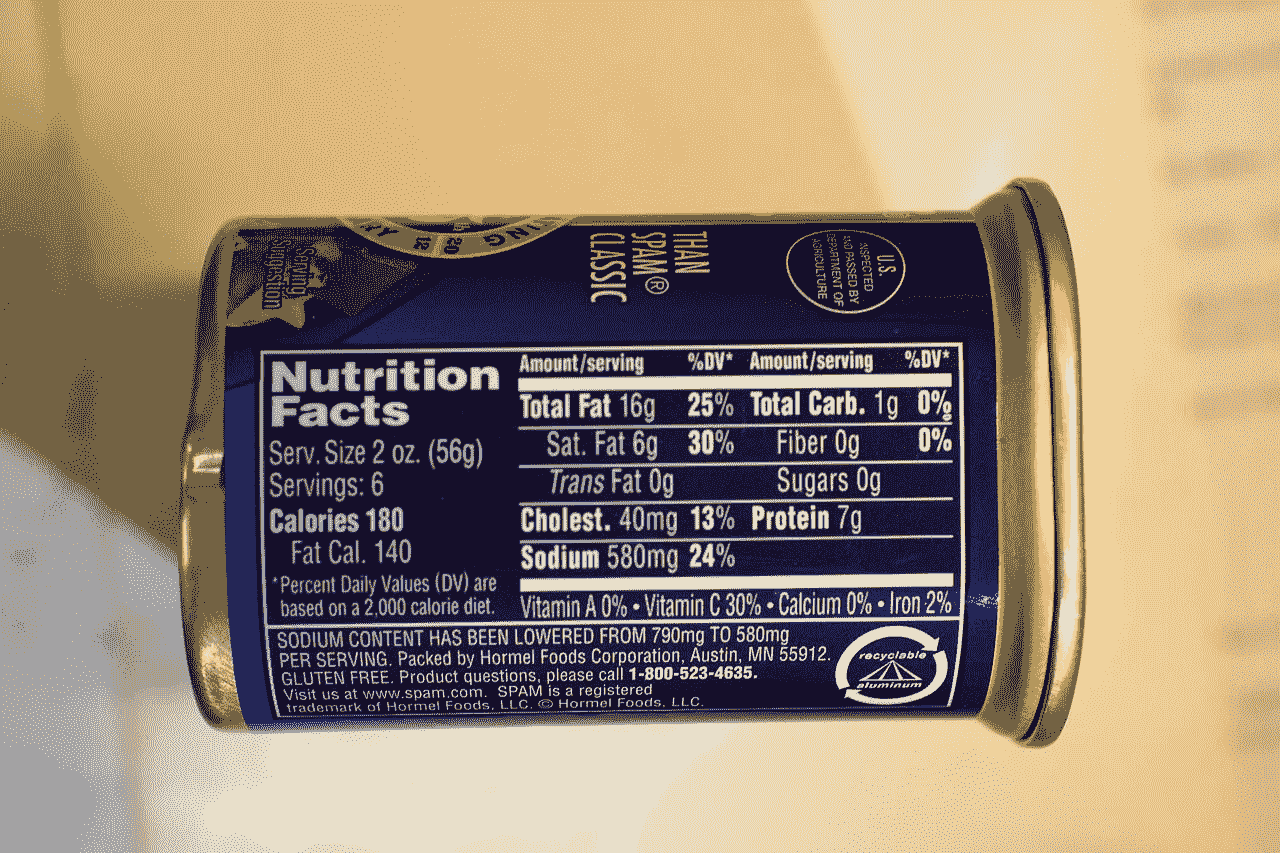 Serving
Suggestion
THAN
SPAM®
CLASSIC
U.S.
INSPECTED
AND PASSED BY
DEPARTMENT OF
AGRICULTURE
Nutrition
Facts
Serv. Size 2 oz. (56g)
Servings: 6
Calories 180
Fat Cal. 140
*Percent Daily Values (DV) are
based on a 2,000 calorie diet.
Amount/serving %DV* Amount/serving %DV*
Total Fat 16g 25% Total Carb. 1g 0%
Sat. Fat 6g 30% Fiber 0g 0%
Trans Fat 0g Sugars 0g
Cholest. 40mg 13% Protein 7g
Sodium 580mg 24%
Vitamin A 0% • Vitamin C 30% • Calcium 0% • Iron 2%
SODIUM CONTENT HAS BEEN LOWERED FROM 790mg TO 580mg
PER SERVING. Packed by Hormel Foods Corporation, Austin, MN 55912.
GLUTEN FREE. Product questions, please call 1-800-523-4635.
Visit us at www.spam.com. SPAM is a registered
trademark of Hormel Foods, LLC. © Hormel Foods, LLC.
recyclable
aluminum